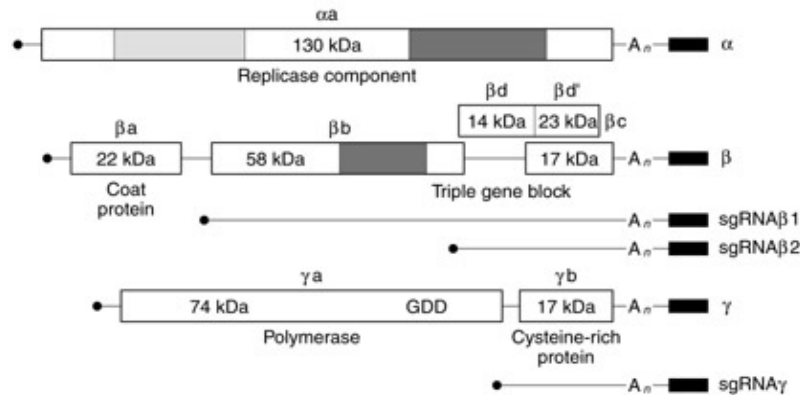 αa
130 kDa A n α
Replicase component
βd βd'
βa βb 14 kDa 23 kDa βc
22 kDa 58 kDa 17 kDa A n β
Coat protein Triple gene block
A n sgRNAβ1
A n sgRNAβ2
γa γb
74 kDa GDD 17 kDa A n γ
Polymerase Cysteine-rich protein
A n sgRNAγ